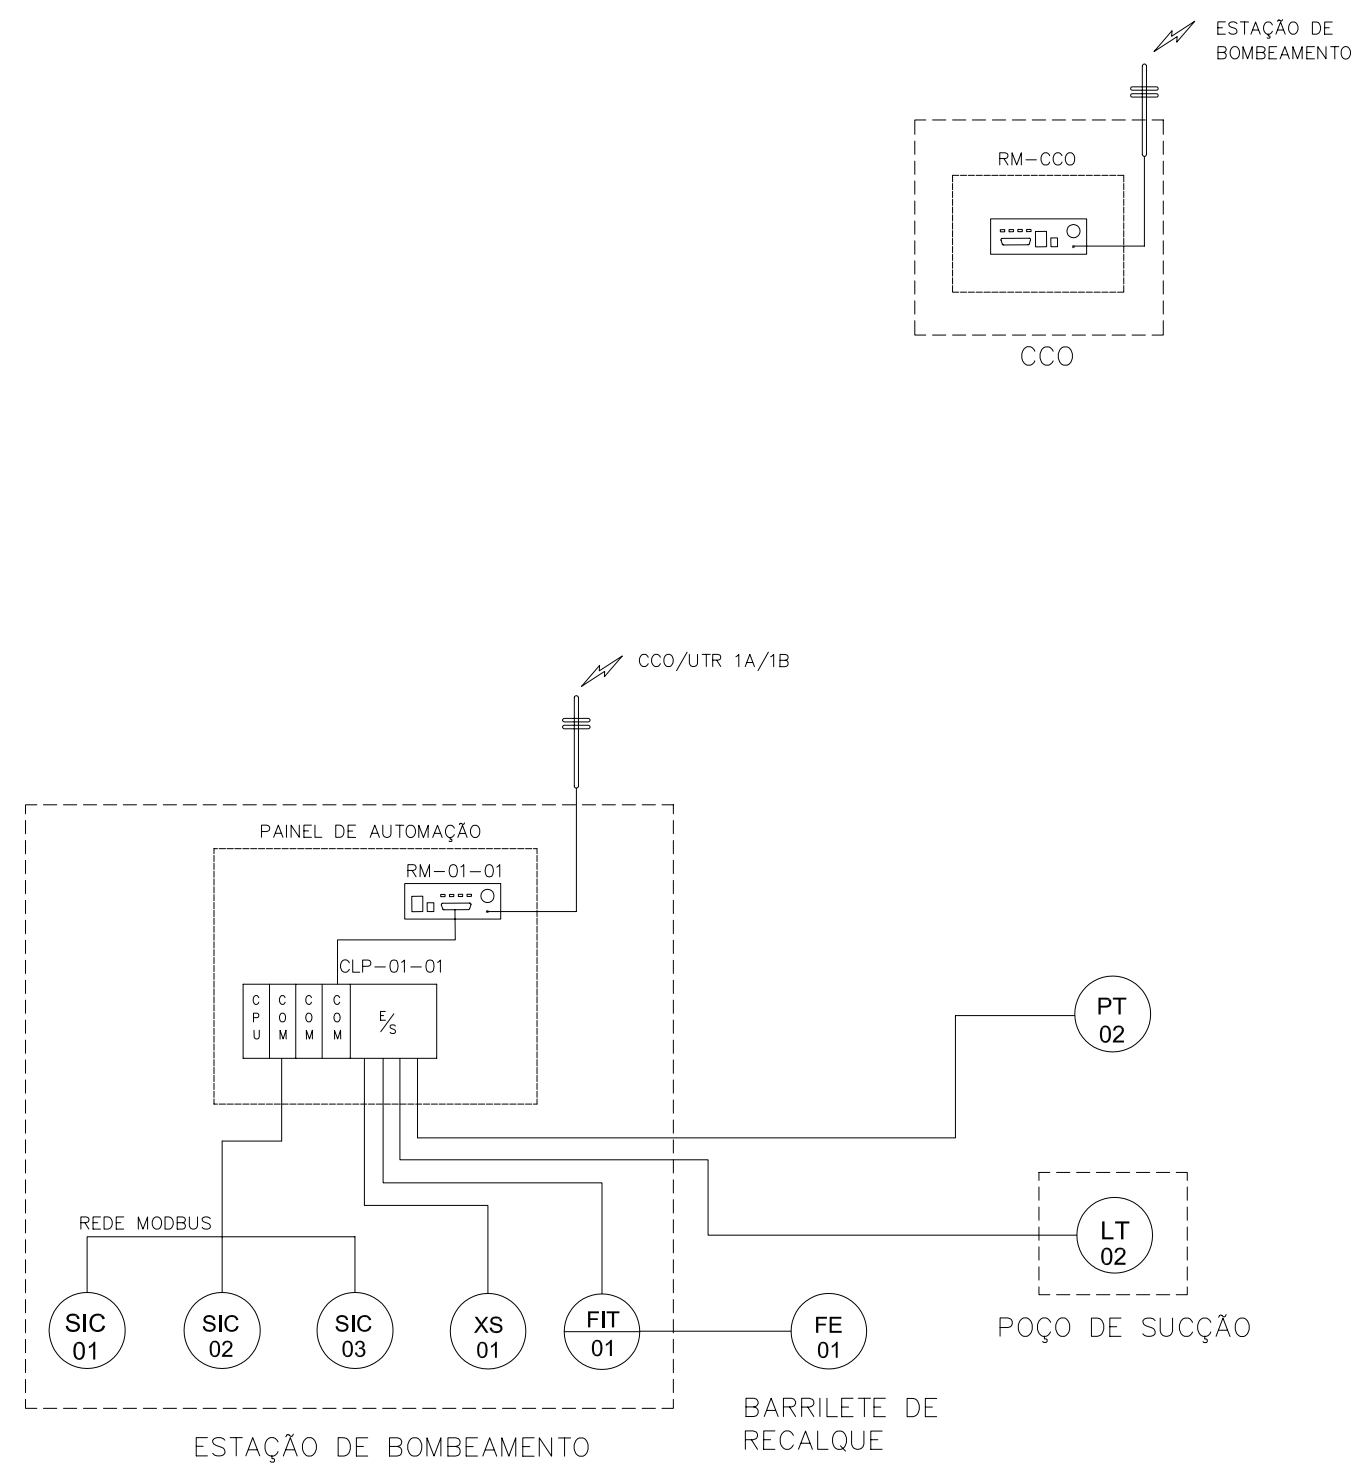 ESTAÇÃO DE
BOMBEAMENTO
RM-CCO
CCO
CCO/UTR 1A/1B
PAINEL DE AUTOMAÇÃO
RM-01-01
CLP-01-01
CPU
COM
COM
COM
E/S
PT
02
REDE MODBUS
LT
02
SIC
01
SIC
02
SIC
03
XS
01
FIT
01
FE
01
POÇO DE SUCÇÃO
BARRILETE DE
RECALQUE
ESTAÇÃO DE BOMBEAMENTO